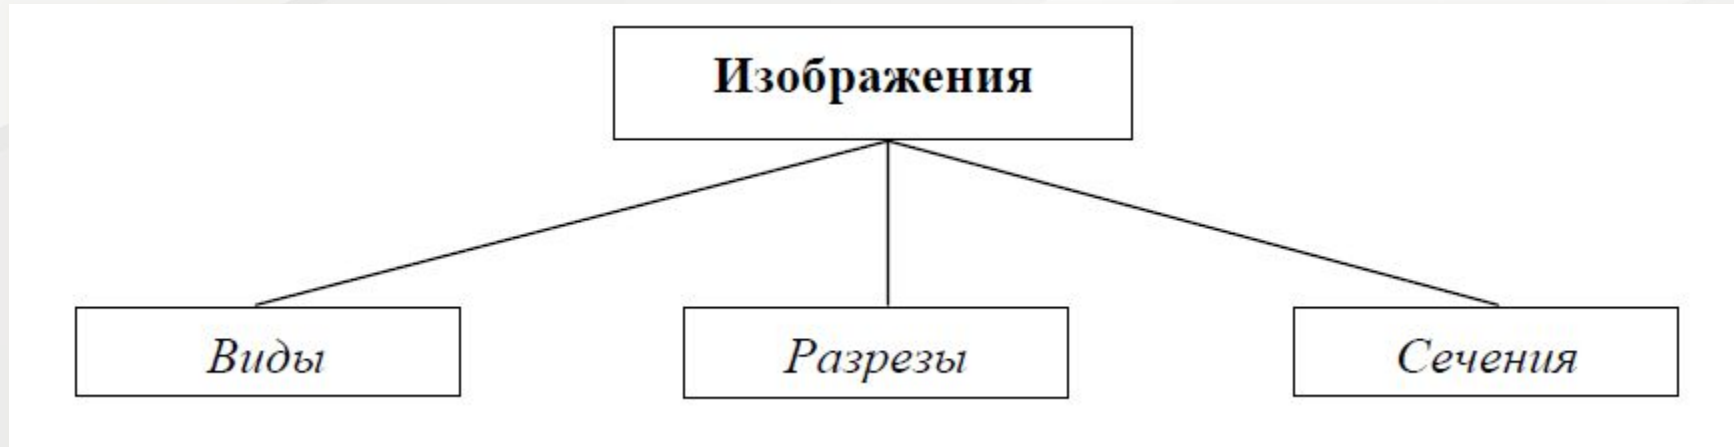 Изображения
Виды
Разрезы
Сечения